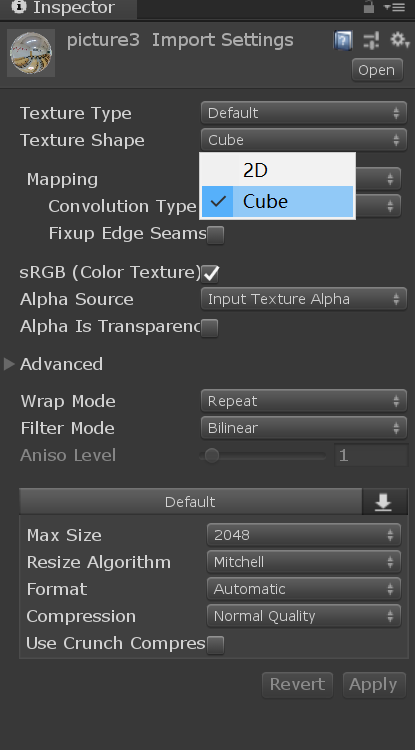 Inspector
picture3 Import Settings
Open
Texture Type Default
Texture Shape Cube
2D
Mapping
Cube
Convolution Type
Fixup Edge Seams
sRGB (Color Texture)
Alpha Source Input Texture Alpha
Alpha Is Transparenc
Advanced
Wrap Mode Repeat
Filter Mode Bilinear
Aniso Level 1
Default
Max Size 2048
Resize Algorithm Mitchell
Format Automatic
Compression Normal Quality
Use Crunch Compres
Revert Apply